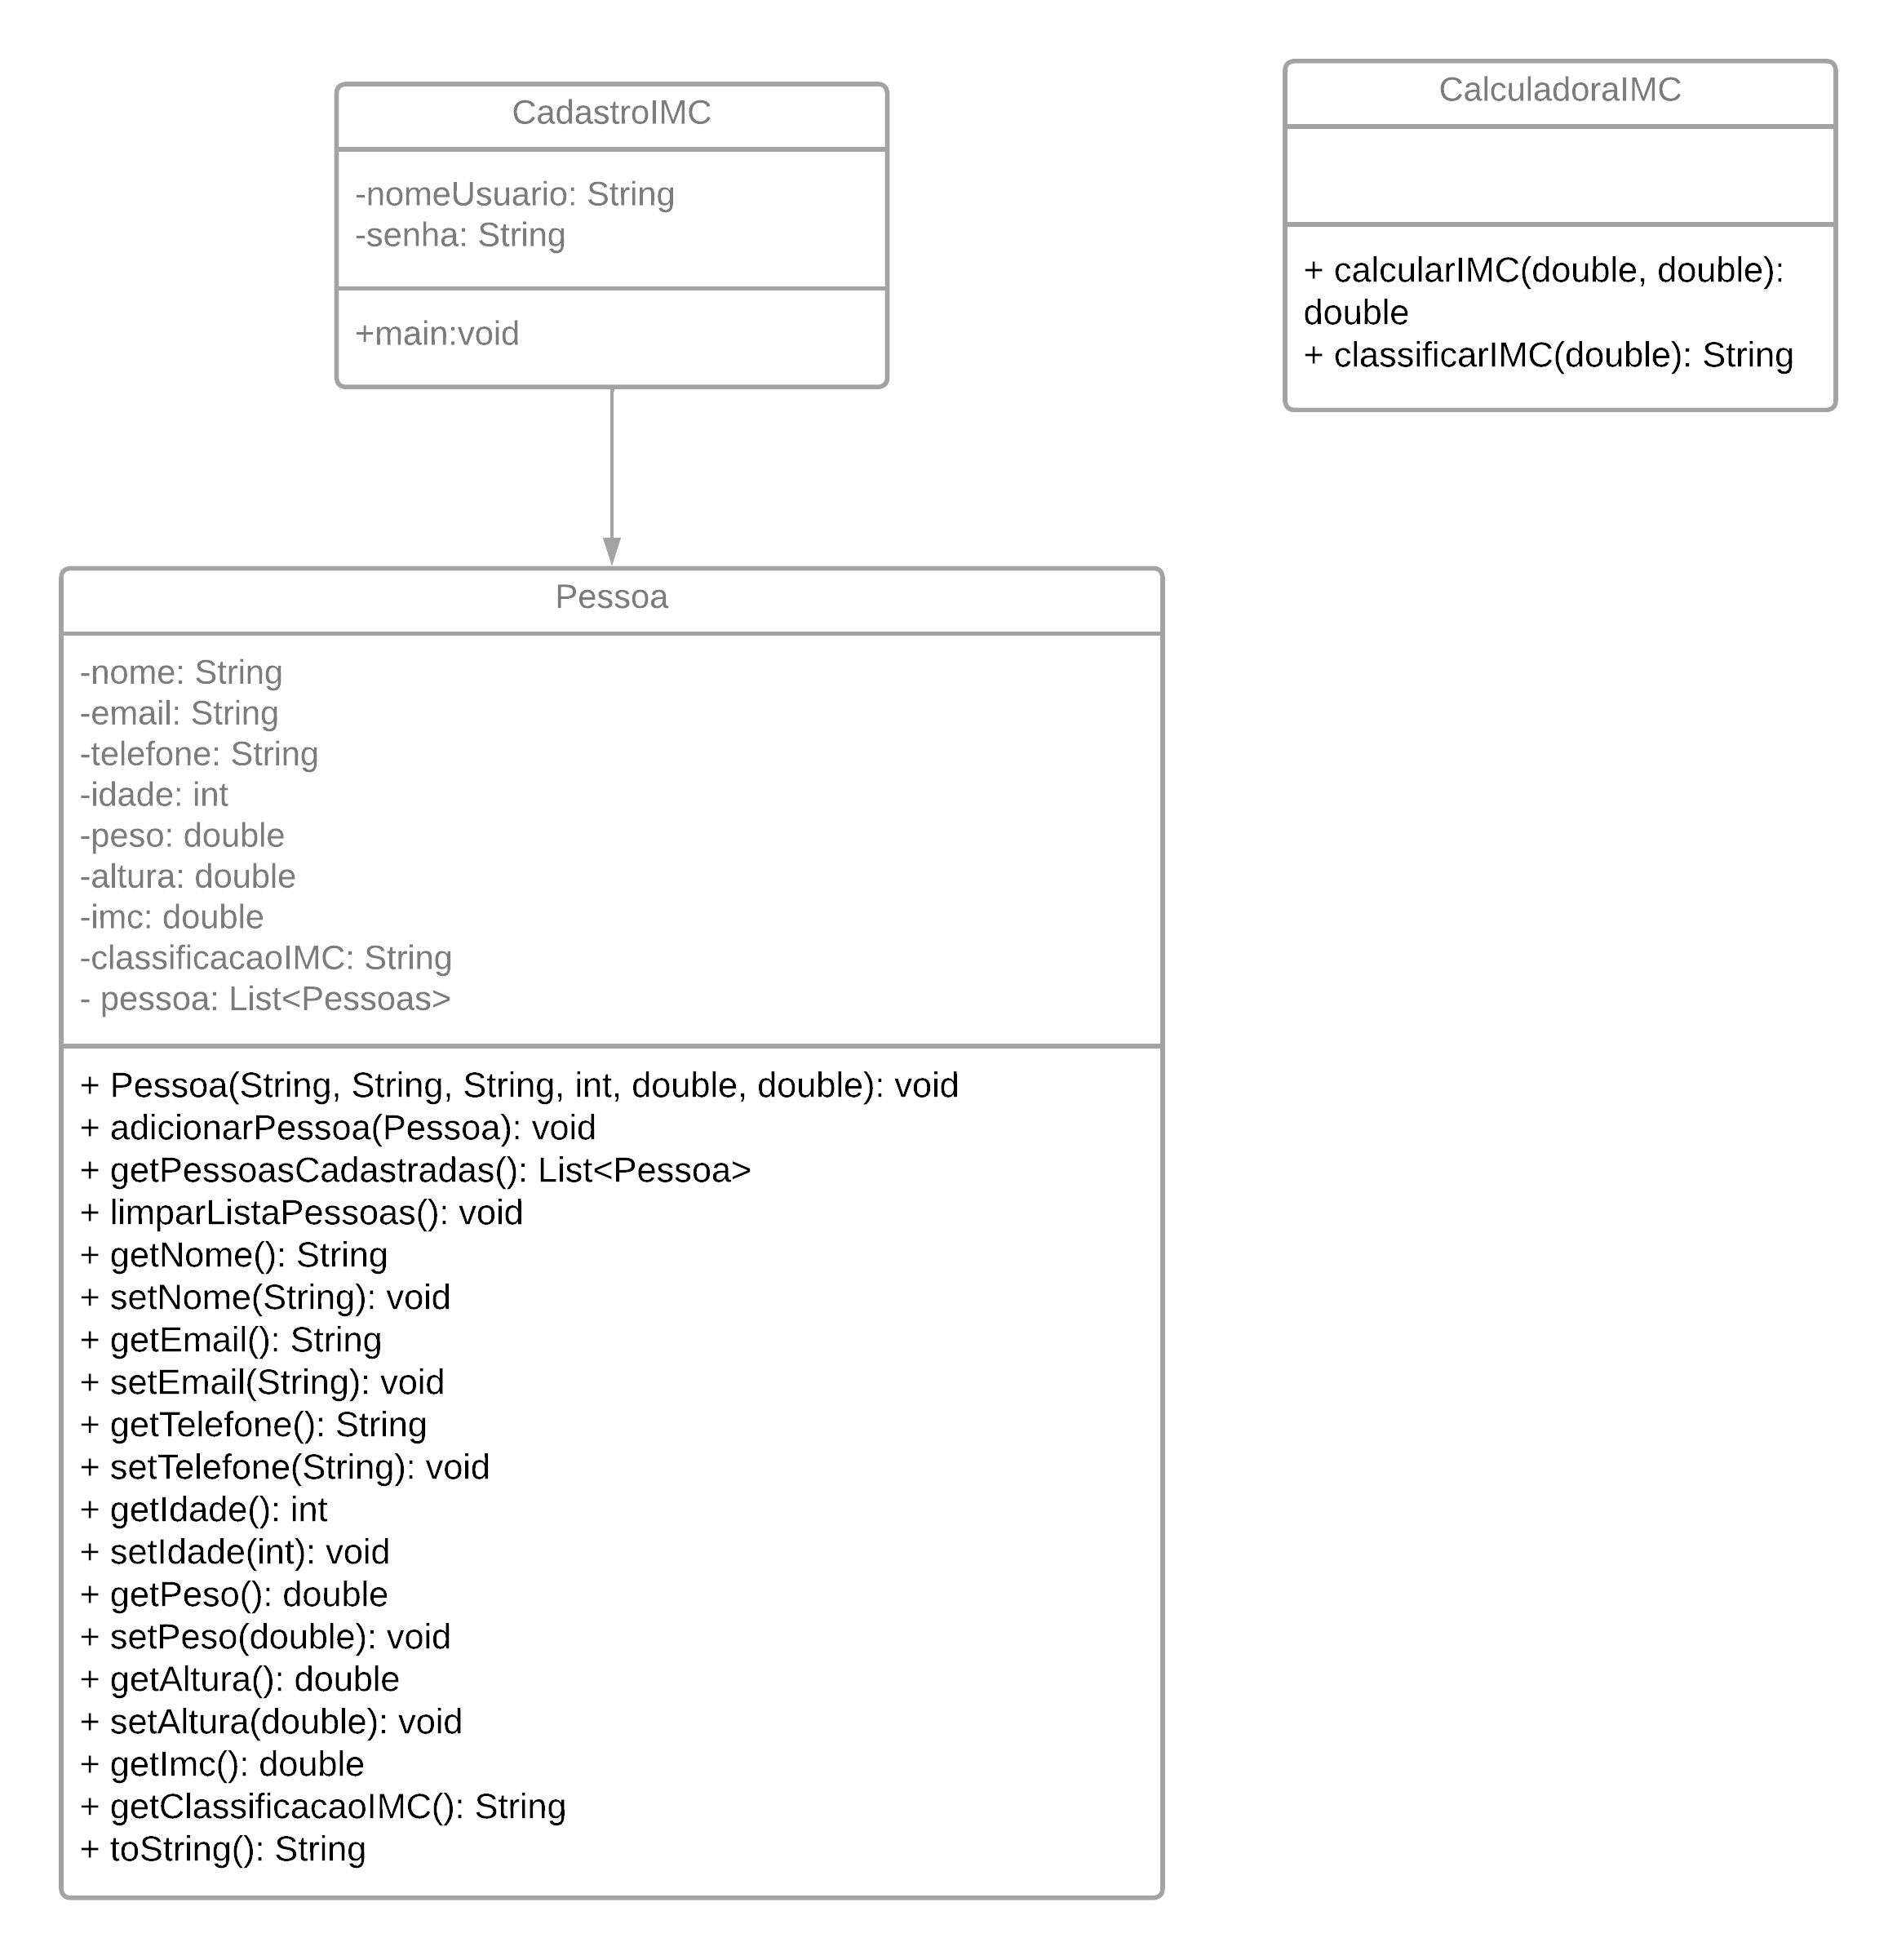 CadastroIMC
-nomeUsuario: String
-senha: String
+main:void
CalculadoraIMC
+ calcularIMC(double, double):
double
+ classificarIMC(double): String
Pessoa
-nome: String
-email: String
-telefone: String
-idade: int
-peso: double
-altura: double
-imc: double
-classificacaoIMC: String
- pessoa: List<Pessoas>
+ Pessoa(String, String, String, int, double, double): void
+ adicionarPessoa(Pessoa): void
+ getPessoasCadastradas(): List<Pessoa>
+ limparListaPessoas(): void
+ getNome(): String
+ setNome(String): void
+ getEmail(): String
+ setEmail(String): void
+ getTelefone(): String
+ setTelefone(String): void
+ getIdade(): int
+ setIdade(int): void
+ getPeso(): double
+ setPeso(double): void
+ getAltura(): double
+ setAltura(double): void
+ getImc(): double
+ getClassificacaoIMC(): String
+ toString(): String